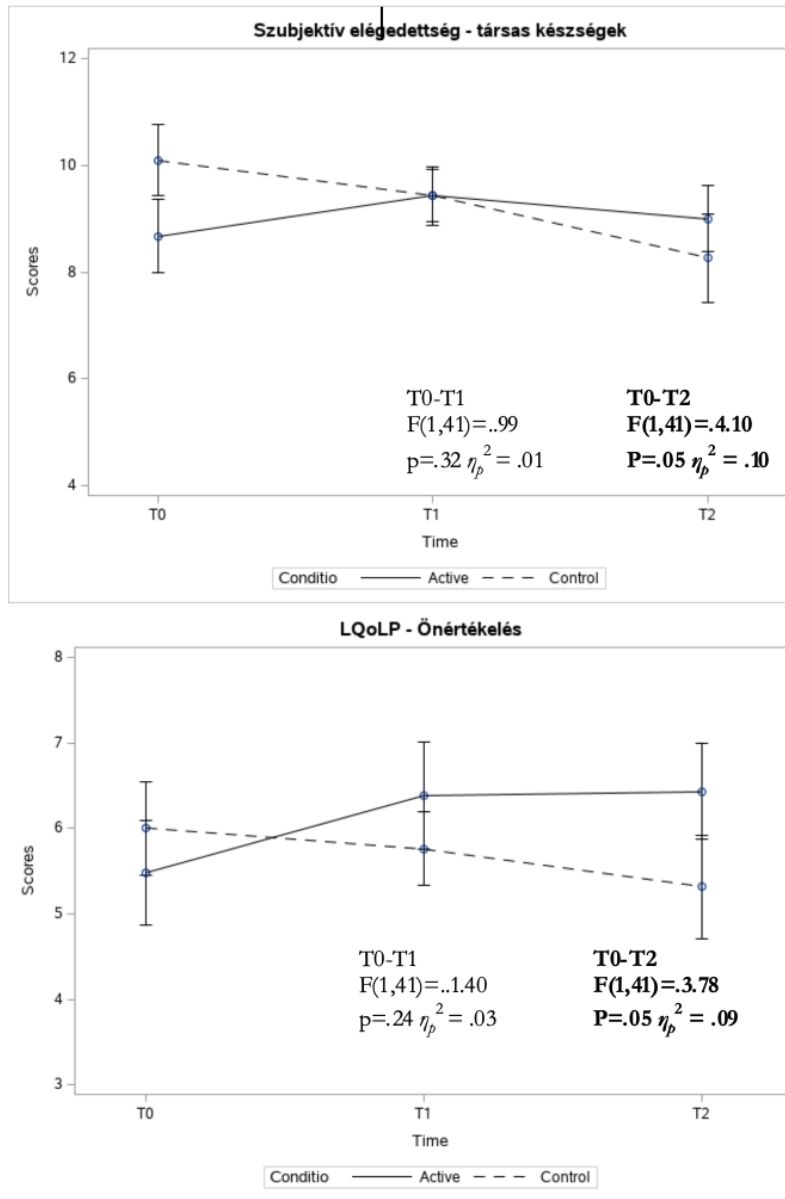 Szubjektív elégedettség - társas készségek
12
10
8
6
4
Scores
T0-T1
F(1,41)=..99
p=.32 ηp² = .01
T0-T2
F(1,41)=.4.10
P=.05 ηp² = .10
T0 T1 T2
Time
Conditio Active Control
LQoLP - Önértékelés
8
7
6
5
4
3
Scores
T0-T1
F(1,41)=..1.40
p=.24 ηp² = .03
T0-T2
F(1,41)=.3.78
P=.05 ηp² = .09
T0 T1 T2
Time
Conditio Active Control